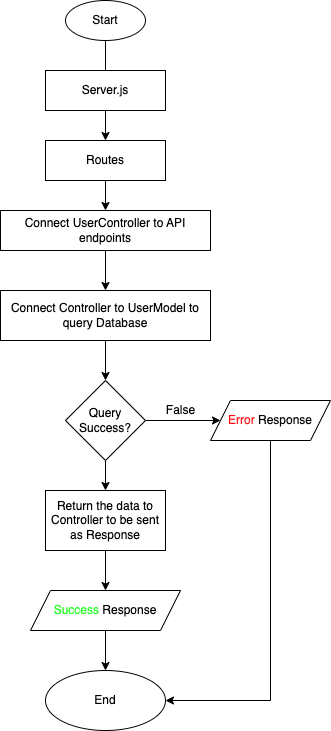 Start
Server.js
Routes
Connect UserController to API
endpoints
Connect Controller to UserModel to
query Database
Query
Success?
False
Error Response
Return the data to
Controller to be sent
as Response
Success Response
End